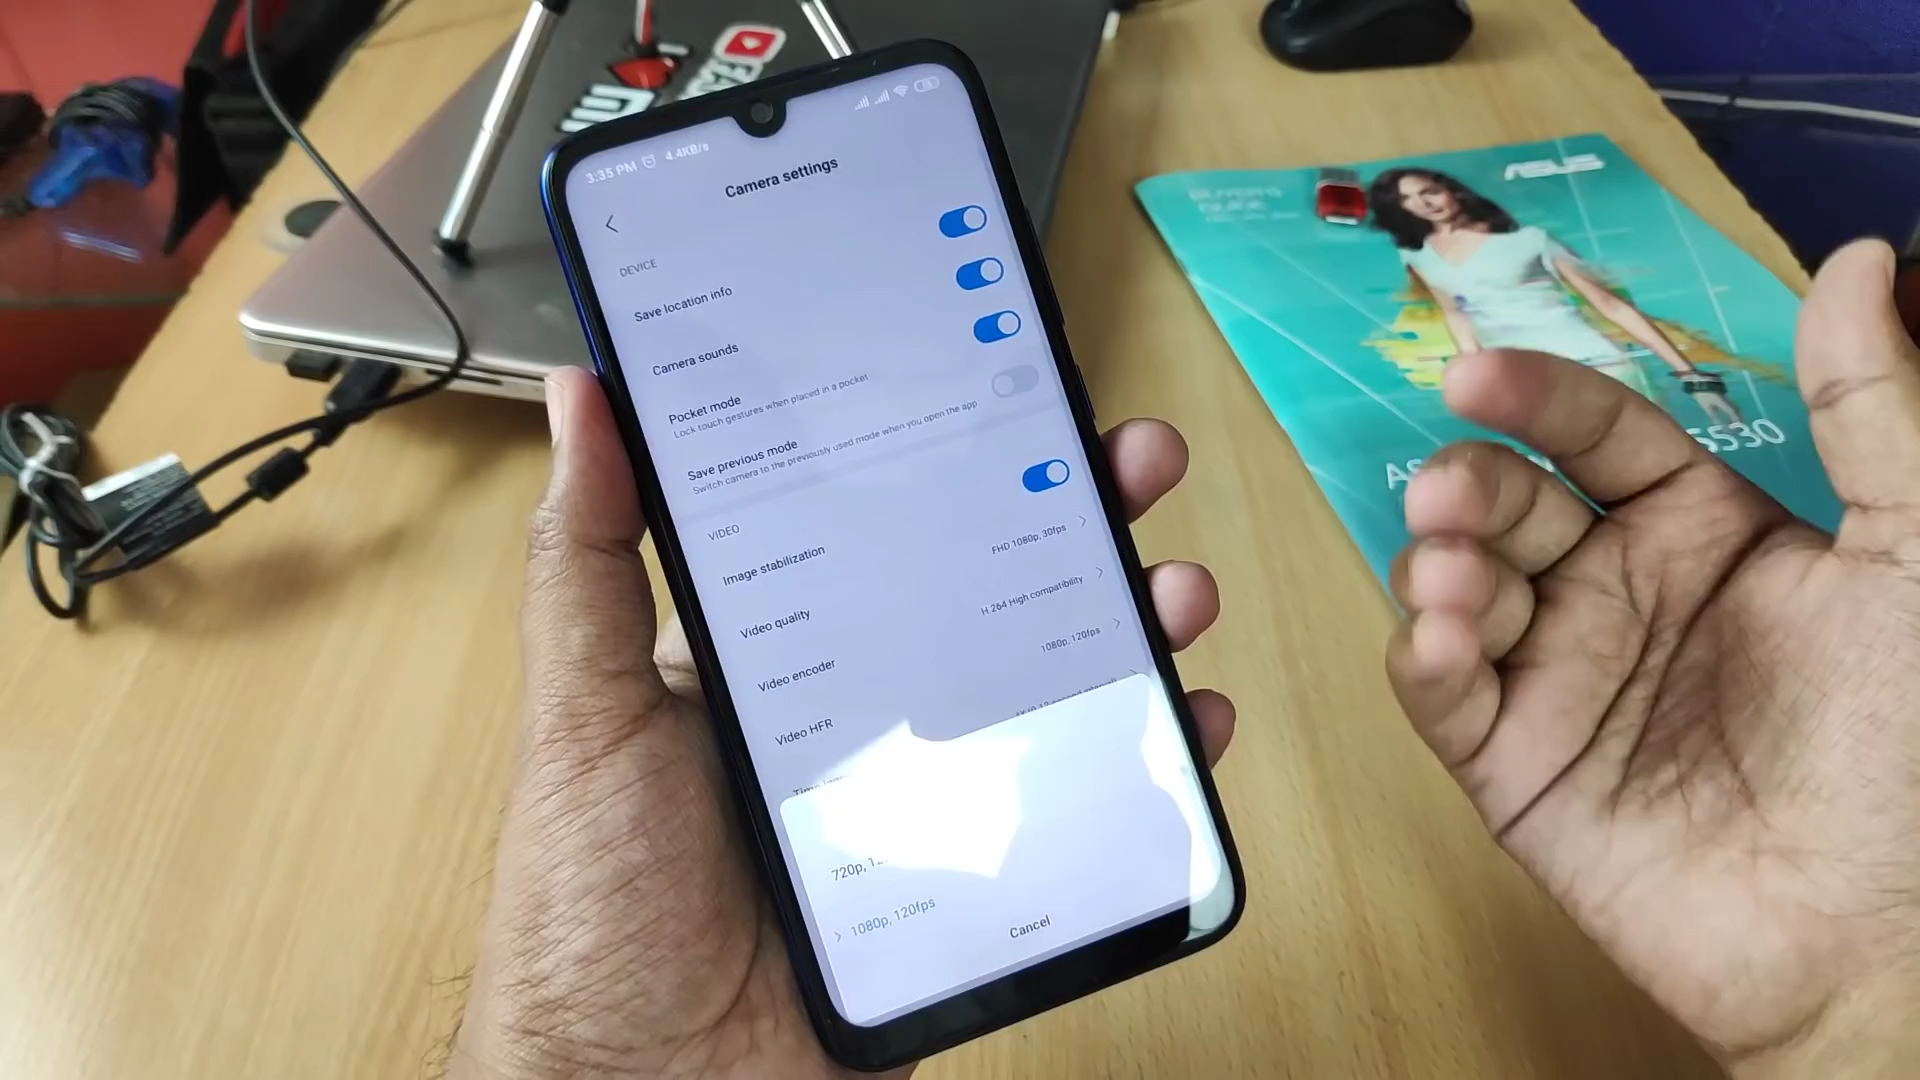 3:35 PM 4.4KB/s
Camera settings
DEVICE
Save location info
Camera sounds
Pocket mode
Lock touch gestures when placed in a pocket
Save previous mode
Switch camera to the previously used mode when you open the app
VIDEO
Image stabilization
Video quality FHD 1080p, 30fps
Video encoder H.264 High compatibility
Video HFR 1080p, 120fps
720p,
1080p, 120fps
Cancel
ASUS
S530